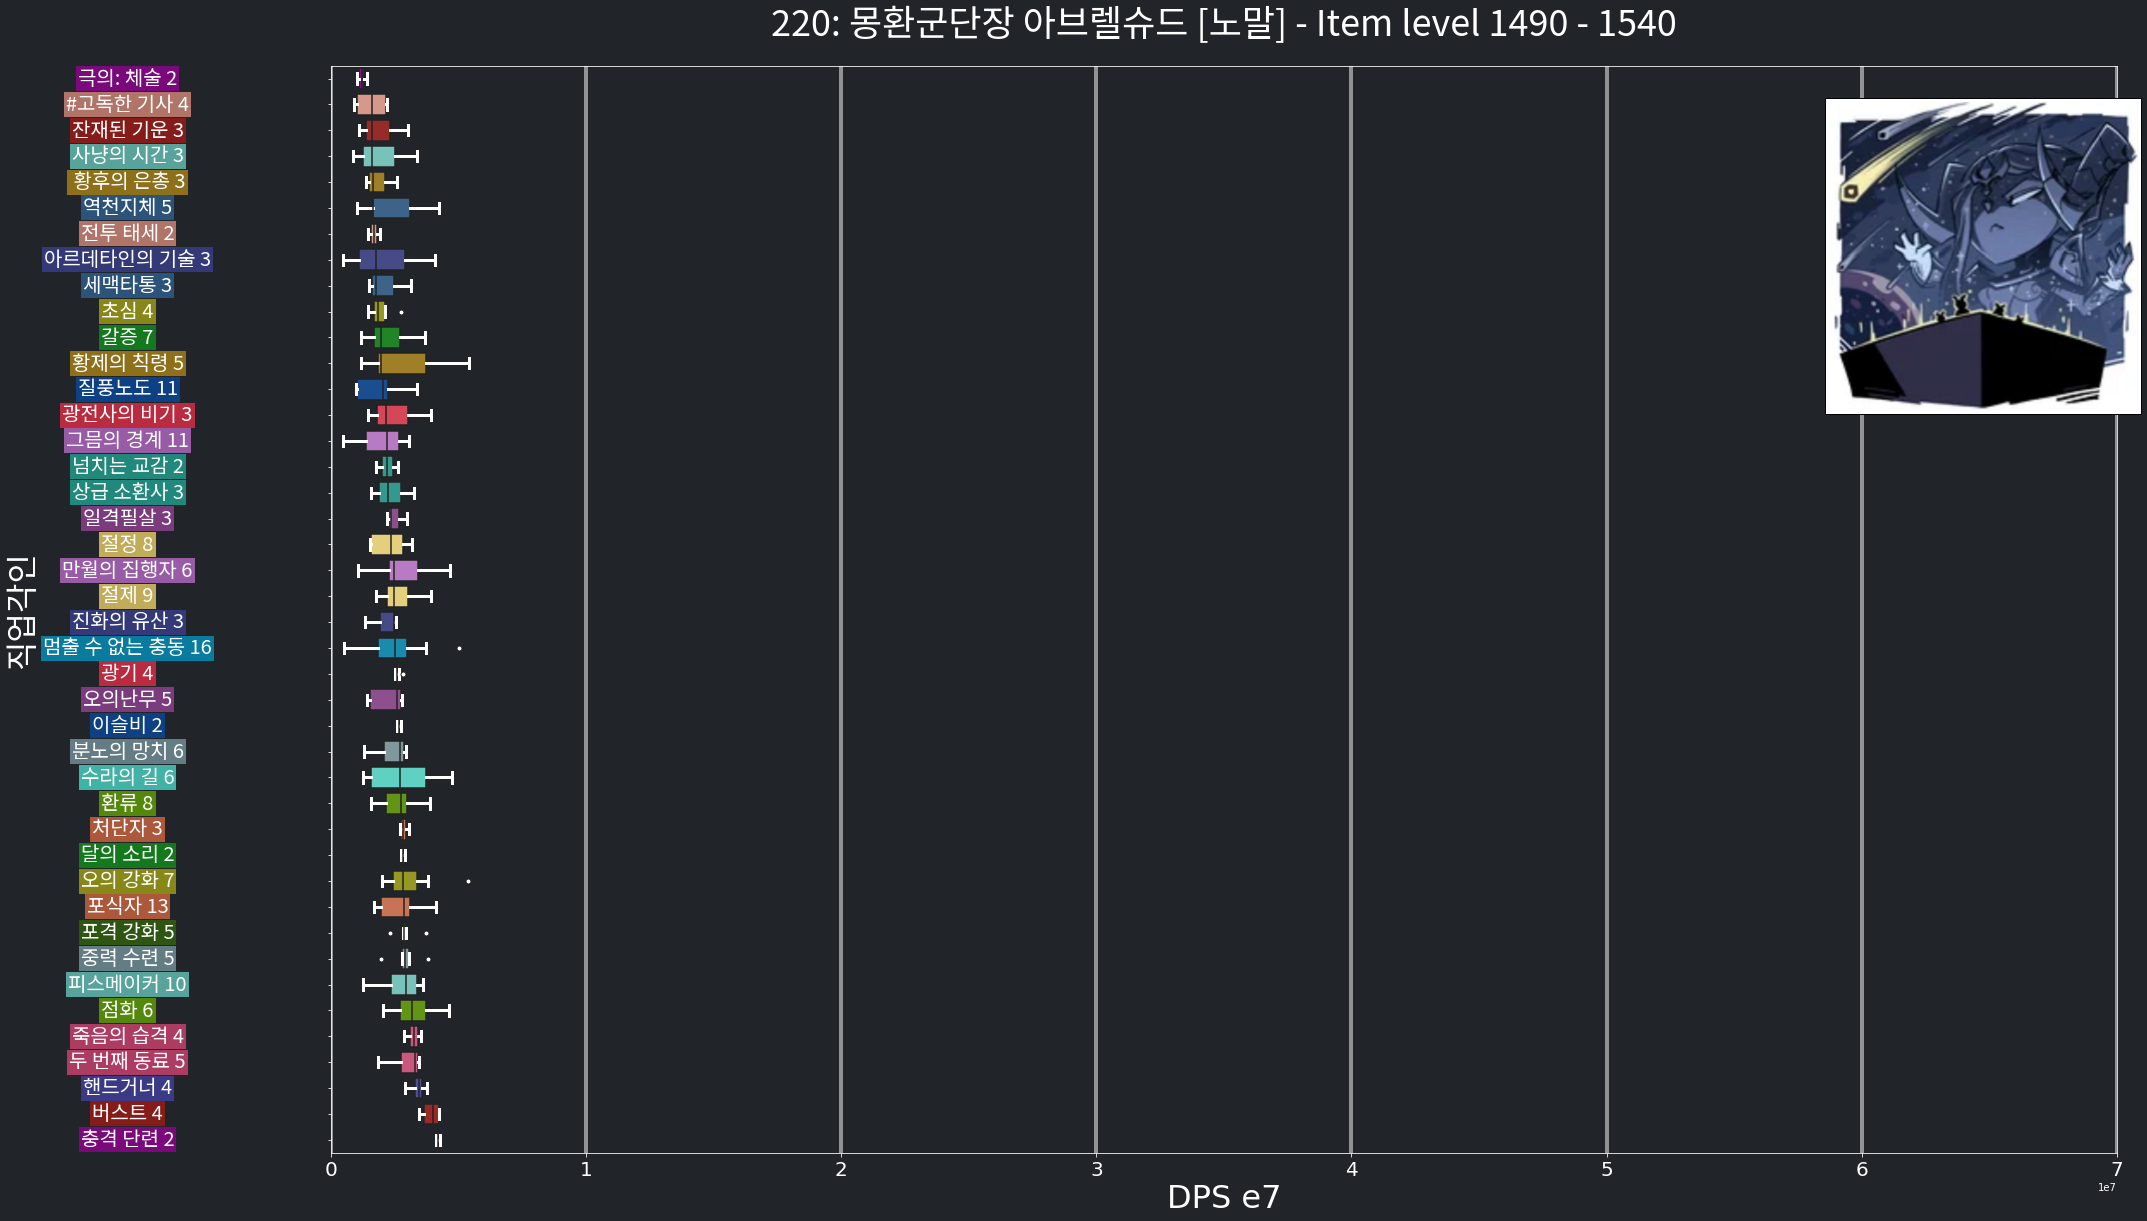 220: 몽환군단장 아브렐슈드 [노말] - Item level 1490 - 1540
직업각인
극의: 체술 2
#고독한 기사 4
잔재된 기운 3
사냥의 시간 3
황후의 은총 3
역천지체 5
전투 태세 2
아르데타인의 기술 3
세맥타통 3
초심 4
갈증 7
황제의 칙령 5
질풍노도 11
광전사의 비기 3
그믐의 경계 11
넘치는 교감 2
상급 소환사 3
일격필살 3
절정 8
만월의 집행자 6
절제 9
진화의 유산 3
멈출 수 없는 충동 16
광기 4
오의난무 5
이슬비 2
분노의 망치 6
수라의 길 6
환류 8
처단자 3
달의 소리 2
오의 강화 7
포식자 13
포격 강화 5
중력 수련 5
피스메이커 10
점화 6
죽음의 습격 4
두 번째 동료 5
핸드거너 4
버스트 4
충격 단련 2
0 1 2 3 4 5 6 7
1e7
DPS e7